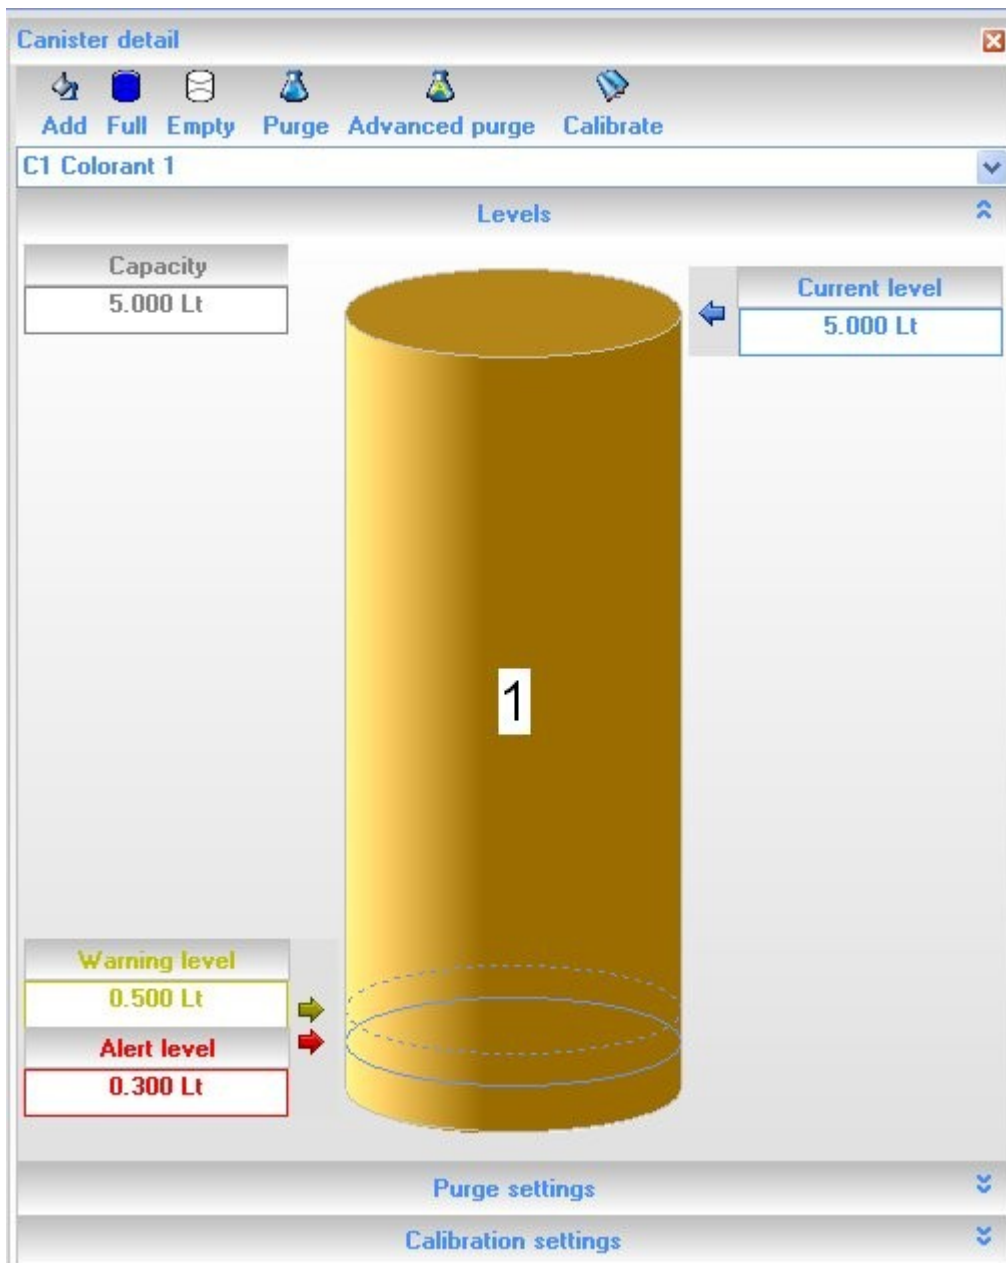 Canister detail
Add Full Empty Purge Advanced purge Calibrate
C1 Colorant 1
Levels
Capacity
5.000 Lt
Current level
5.000 Lt
1
Warning level
0.500 Lt
Alert level
0.300 Lt
Purge settings
Calibration settings